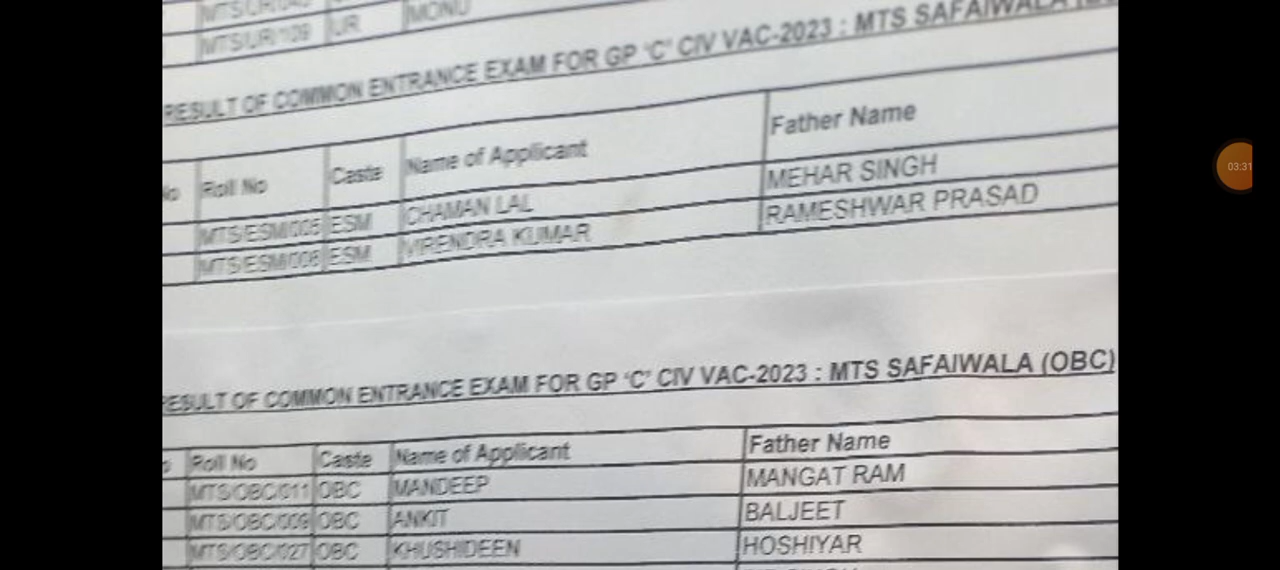 MTS/UR/109 UR MONU
RESULT OF COMMON ENTRANCE EXAM FOR GP 'C' CIV VAC-2023 : MTS SAFAIWALA
No Roll No Caste Name of Applicant Father Name
MTS/ESM/005 ESM CHAMAN LAL MEHAR SINGH
ESM VIRENDRA KUMAR RAMESHWAR PRASAD
RESULT OF COMMON ENTRANCE EXAM FOR GP 'C' CIV VAC-2023 : MTS SAFAIWALA (OBC)
Roll No Caste Name of Applicant Father Name
MTS/OBC/011 OBC MANDEEP MANGAT RAM
MTS/OBC/009 OBC ANKIT BALJEET
MTS/OBC/027 OBC KHUSHIDEEN HOSHIYAR
03:31